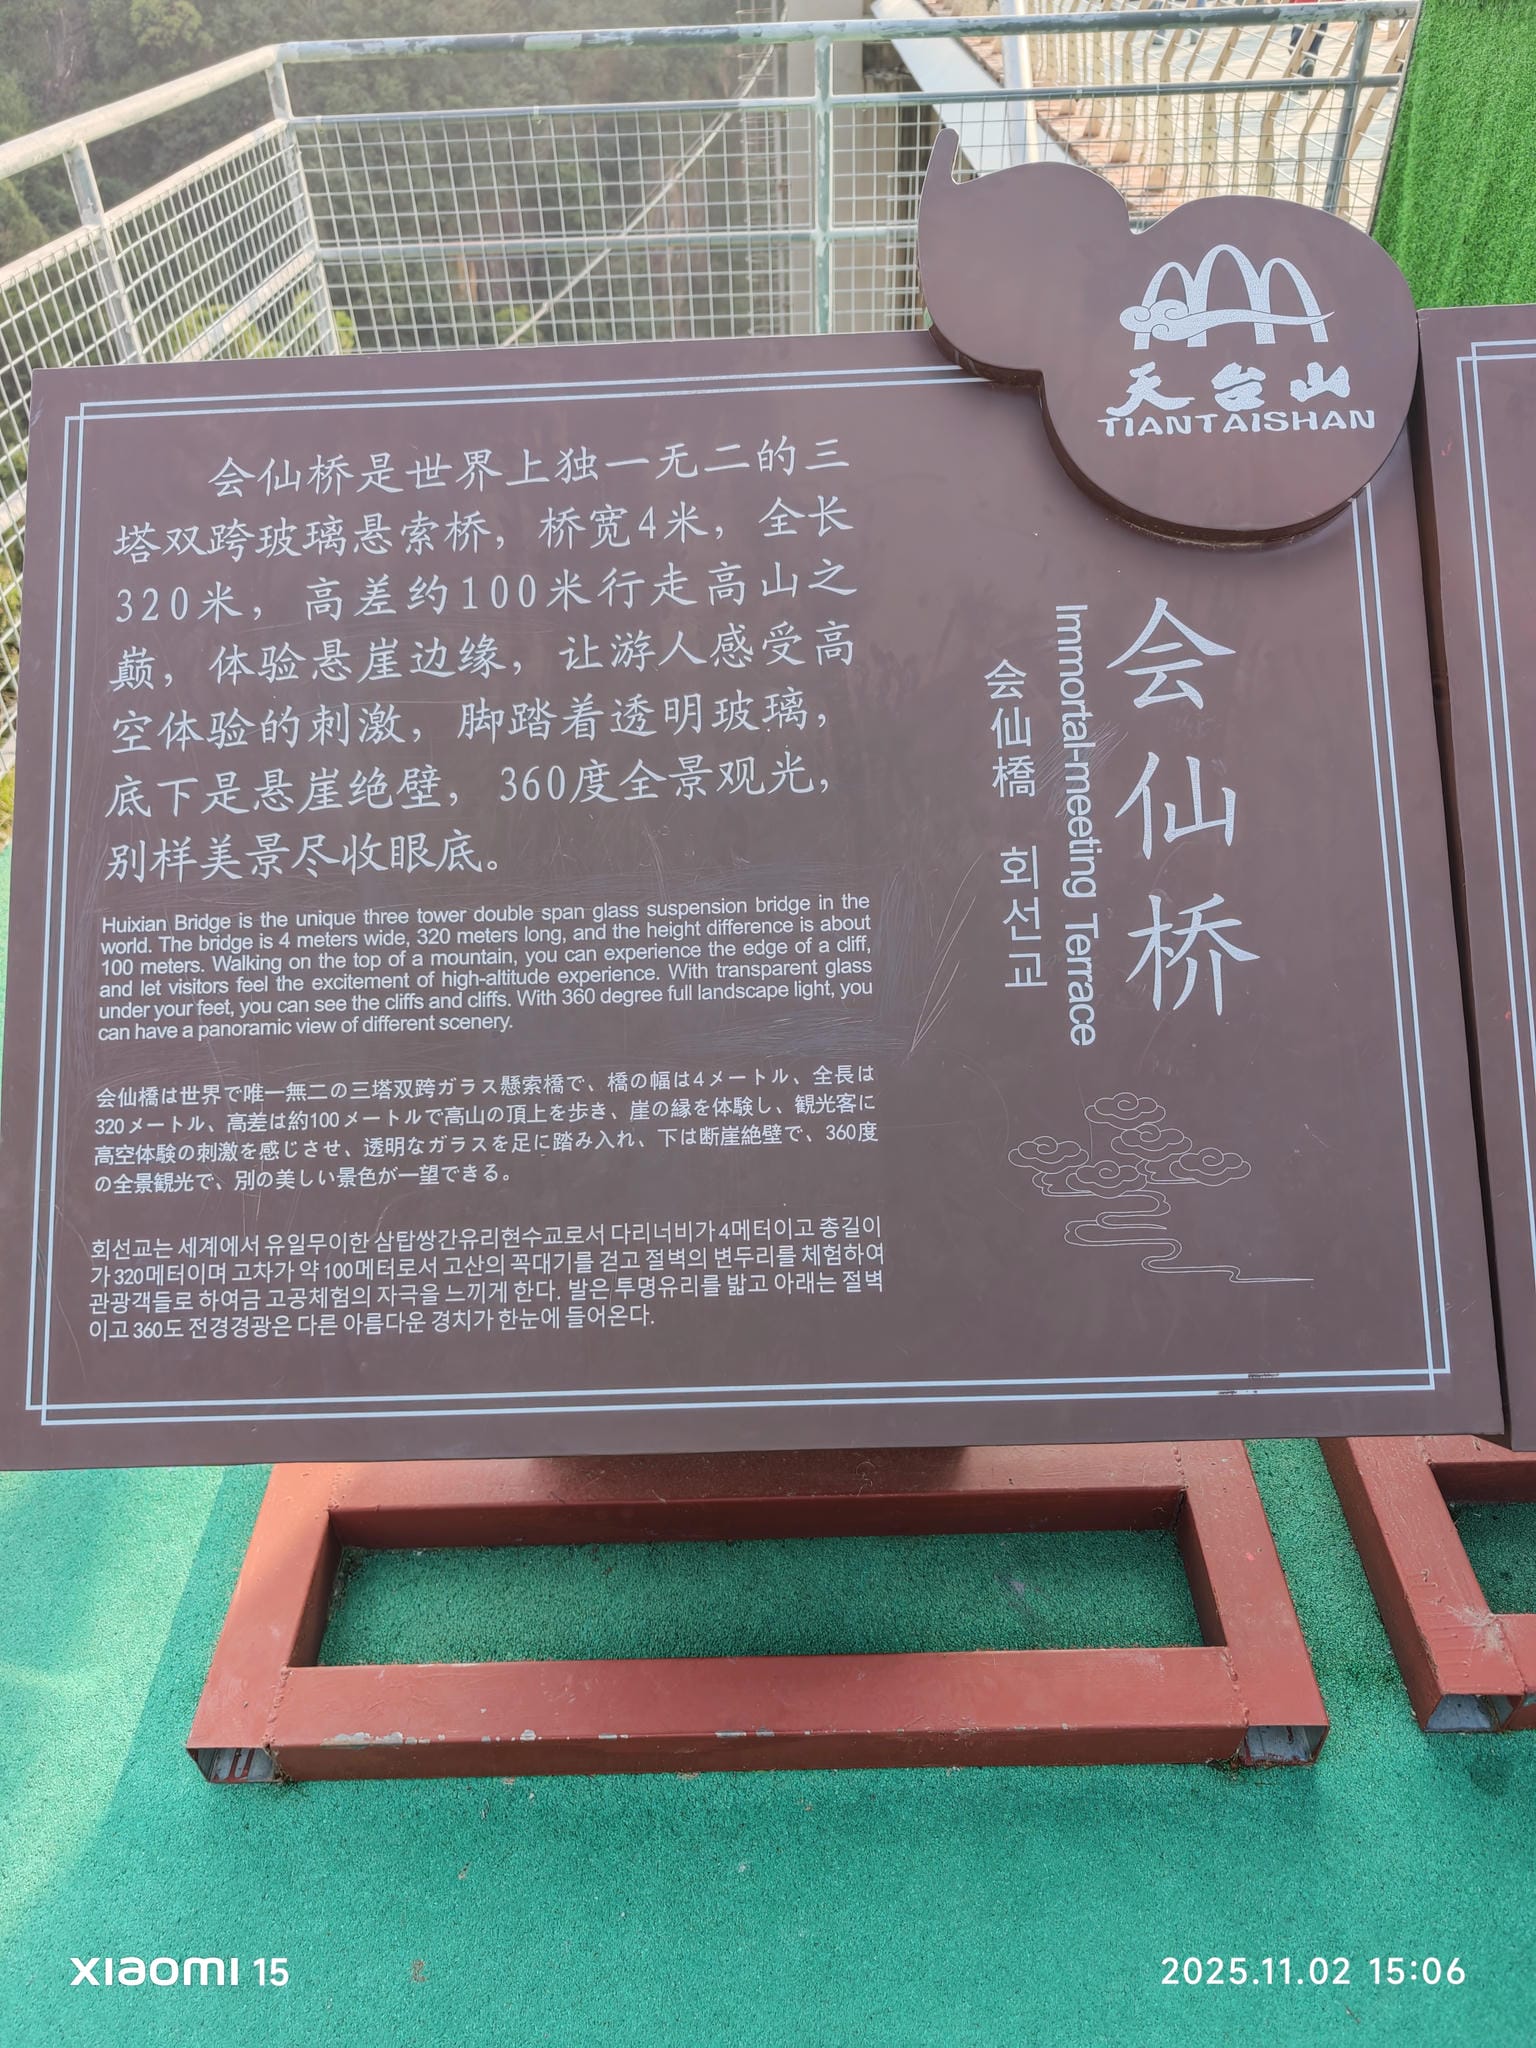 天台山
TIANTAISHAN
会仙桥
Immortal-meeting Terrace
会仙橋 회선교
会仙桥是世界上独一无二的三
塔双跨玻璃悬索桥，桥宽4米，全长
320米，高差约100米行走高山之
巅，体验悬崖边缘，让游人感受高
空体验的刺激，脚踏着透明玻璃，
底下是悬崖绝壁，360度全景观光，
别样美景尽收眼底。
Huixian Bridge is the unique three tower double span glass suspension bridge in the
world. The bridge is 4 meters wide, 320 meters long, and the height difference is about
100 meters. Walking on the top of a mountain, you can experience the edge of a cliff,
and let visitors feel the excitement of high-altitude experience. With transparent glass
under your feet, you can see the cliffs and cliffs. With 360 degree full landscape light, you
can have a panoramic view of different scenery.
会仙橋は世界で唯一無二の三塔双跨ガラス懸索橋で、橋の幅は4メートル、全長は
320メートル、高差は約100メートルで高山の頂上を歩き、崖の縁を体験し、観光客に
高空体験の刺激を感じさせ、透明なガラスを足に踏み入れ、下は断崖絶壁で、360度
の全景観光で、別の美しい景色が一望できる。
회선교는 세계에서 유일무이한 삼탑쌍간유리현수교로서 다리너비가 4메터이고 총길이
가 320메터이며 고차가 약 100메터로서 고산의 꼭대기를 걷고 절벽의 변두리를 체험하여
관광객들로 하여금 고공체험의 자극을 느끼게 한다. 발은 투명유리를 밟고 아래는 절벽
이고 360도 전경경광은 다른 아름다운 경치가 한눈에 들어온다.
xiaomi 15
2025.11.02 15:06